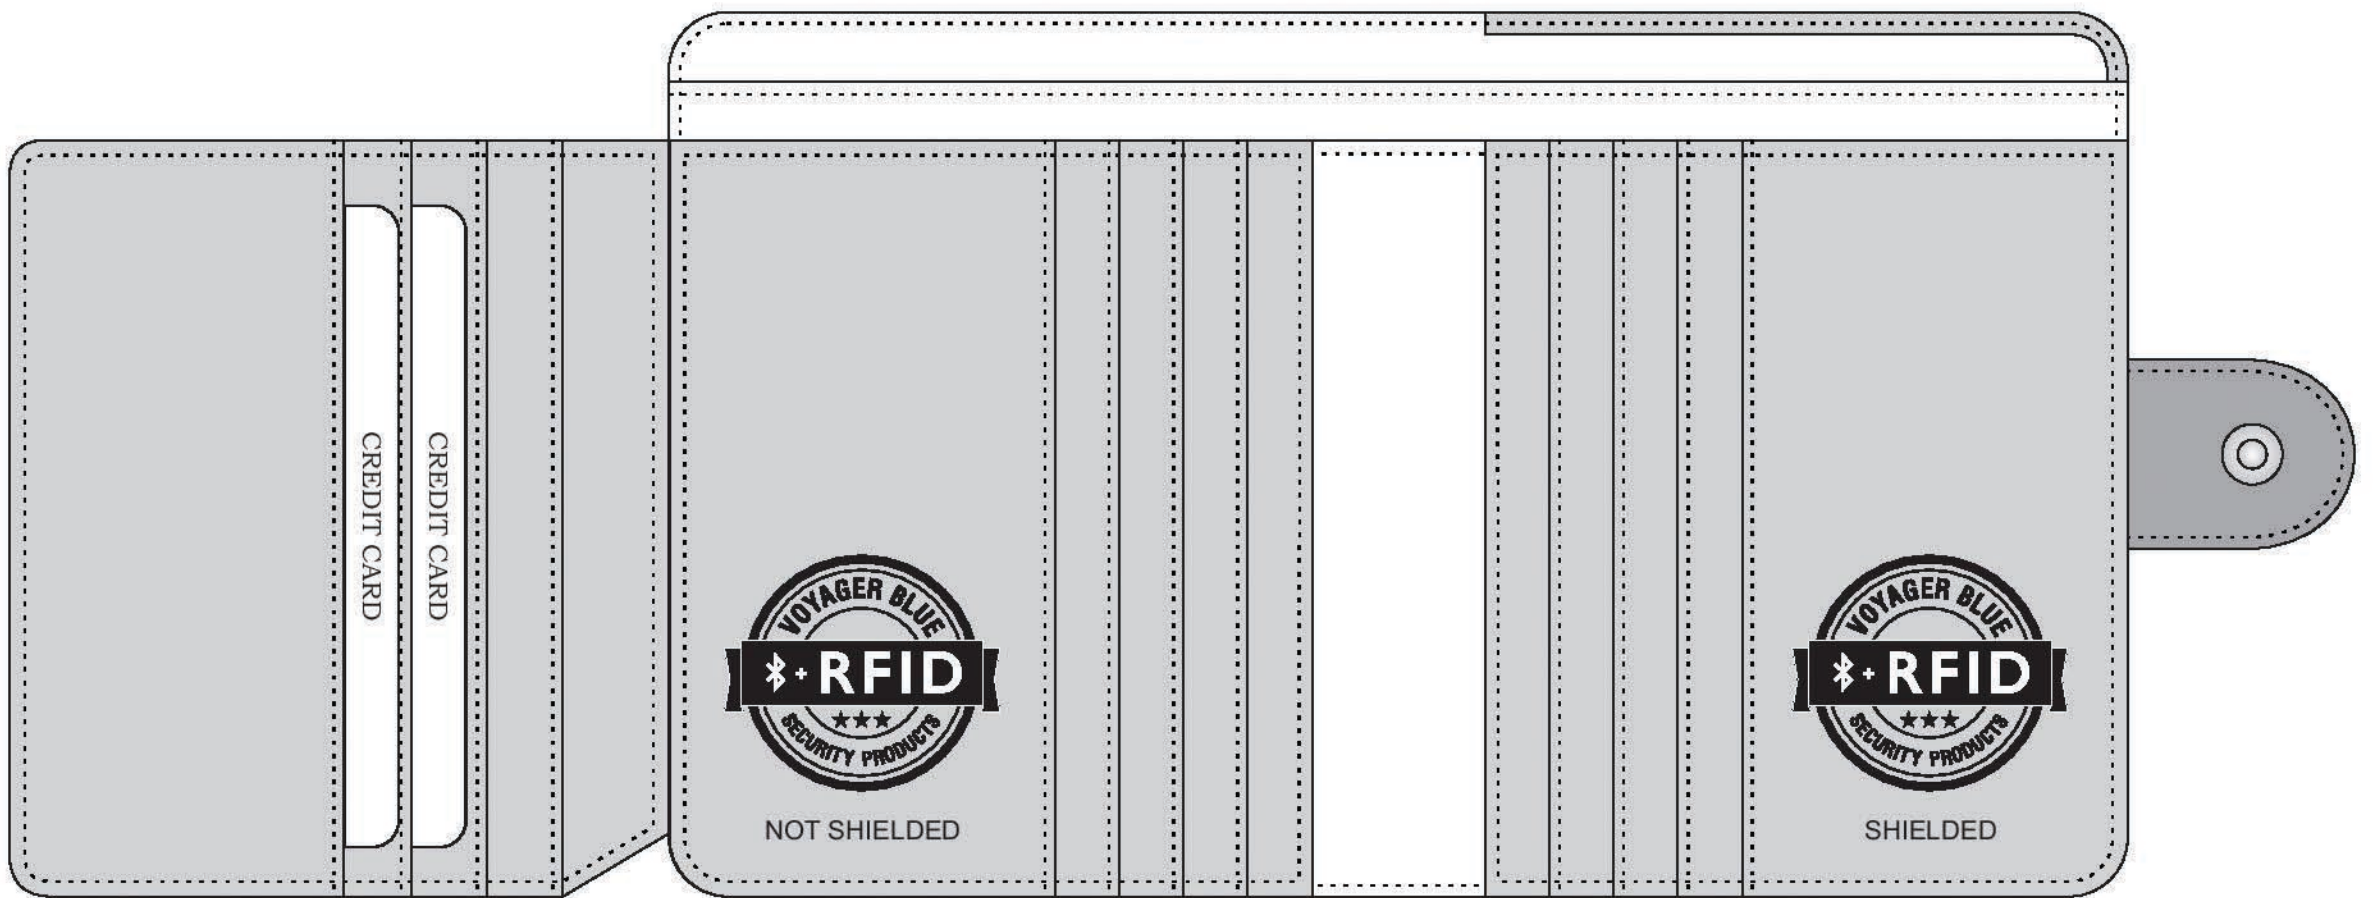 CREDIT CARD
CREDIT CARD
VOYAGER BLUE
+ RFID
SECURITY PRODUCTS
NOT SHIELDED
VOYAGER BLUE
+ RFID
SECURITY PRODUCTS
SHIELDED